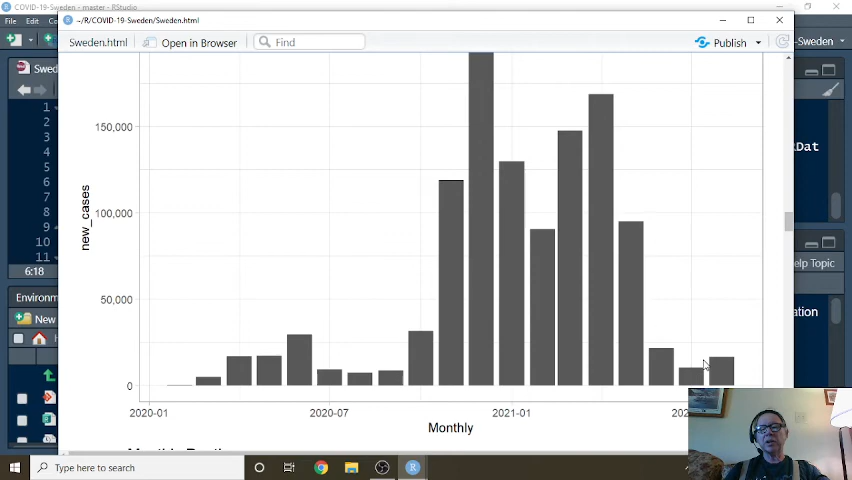 COVID-19-Sweden - master - RStudio
File
~/R/COVID-19-Sweden/Sweden.html
Sweden.html
Open in Browser
Find
Publish
-Sweden
1
2
3
4
5
6
7
8
9
10
11
6:18
RDat
elp Topic
Environm
New
ation
150,000
100,000
50,000
0
new_cases
2020-01
2020-07
2021-01
Monthly
Type here to search